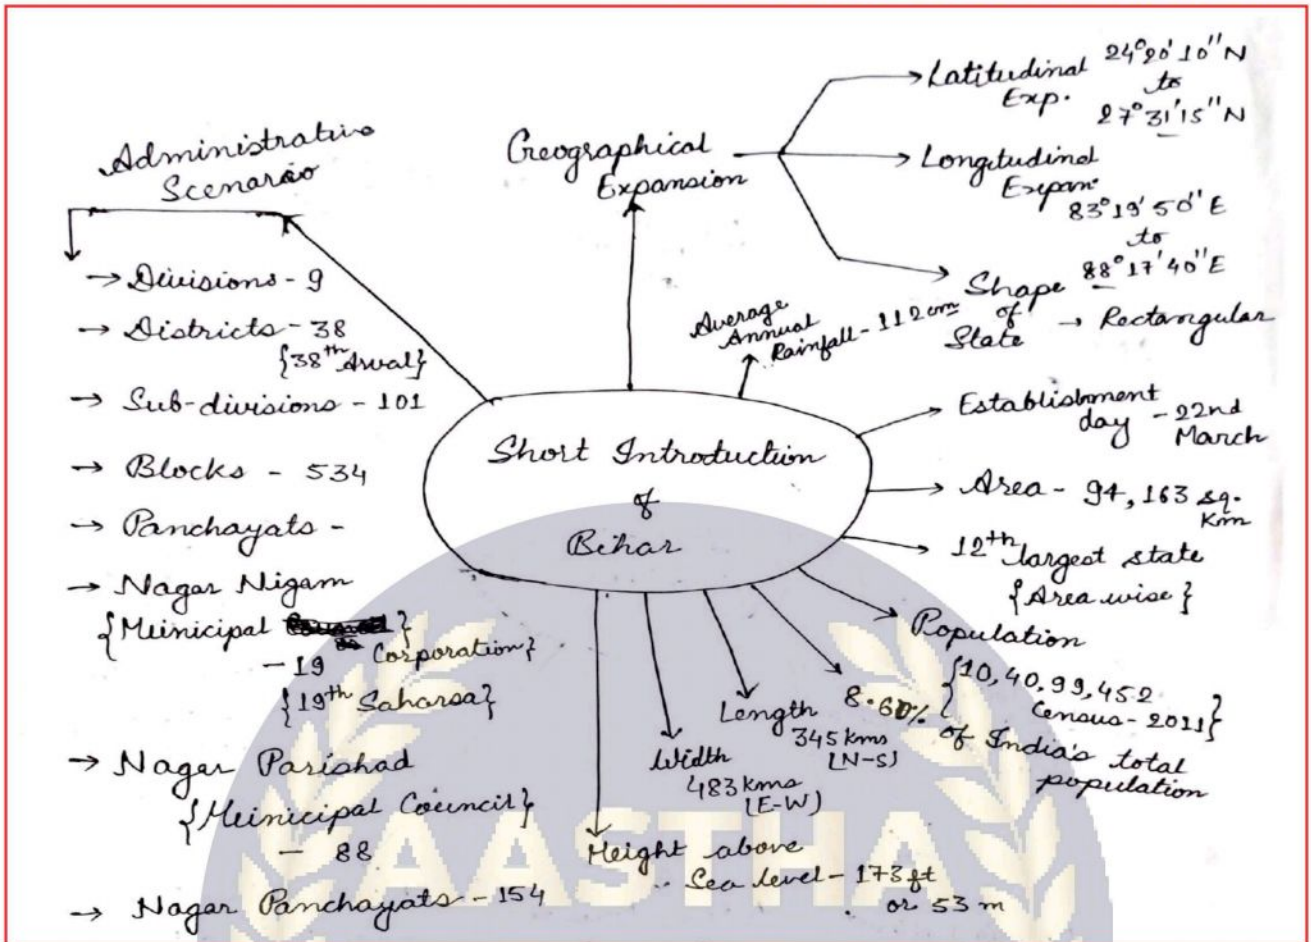 Administrative
Scenario
→ Divisions - 9
→ Districts - 38
{38th Arwal}
→ Sub-divisions - 101
→ Blocks - 534
→ Panchayats -
→ Nagar Nigam
{Municipal Corporation}
- 19
{19th Saharsa}
→ Nagar Parishad
{Municipal Council}
- 88
→ Nagar Panchayats - 154
Geographical
Expansion
Latitudinal
Exp.
24°20'10"N
to
27°31'15"N
Longitudinal
Expan.
83°19'50"E
to
88°17'40"E
Shape
of
State → Rectangular
Average
Annual
Rainfall - 112 cm
Short Introduction
of
Bihar
Establishment
day - 22nd
March
Area - 94,163 sq.
Km
12th largest state
{Area wise}
Population
{10,40,99,452
Census - 2011}
8.60%
of India's total
population
Length
345 kms
(N-S)
Width
483 kms
(E-W)
Height above
Sea level - 173 ft
or 53 m
AASTHA